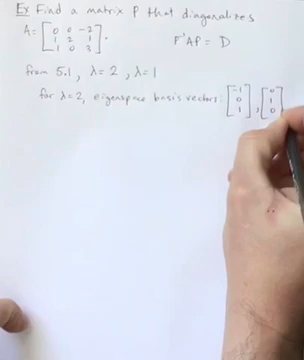 Ex Find a matrix P that diagonalizes
A = [0 0 -2
1 2 1
1 0 3].
P⁻¹AP = D
from 5.1, λ=2, λ=1
for λ=2, eigenspace basis vectors: [-1 0 1], [0 1 0]